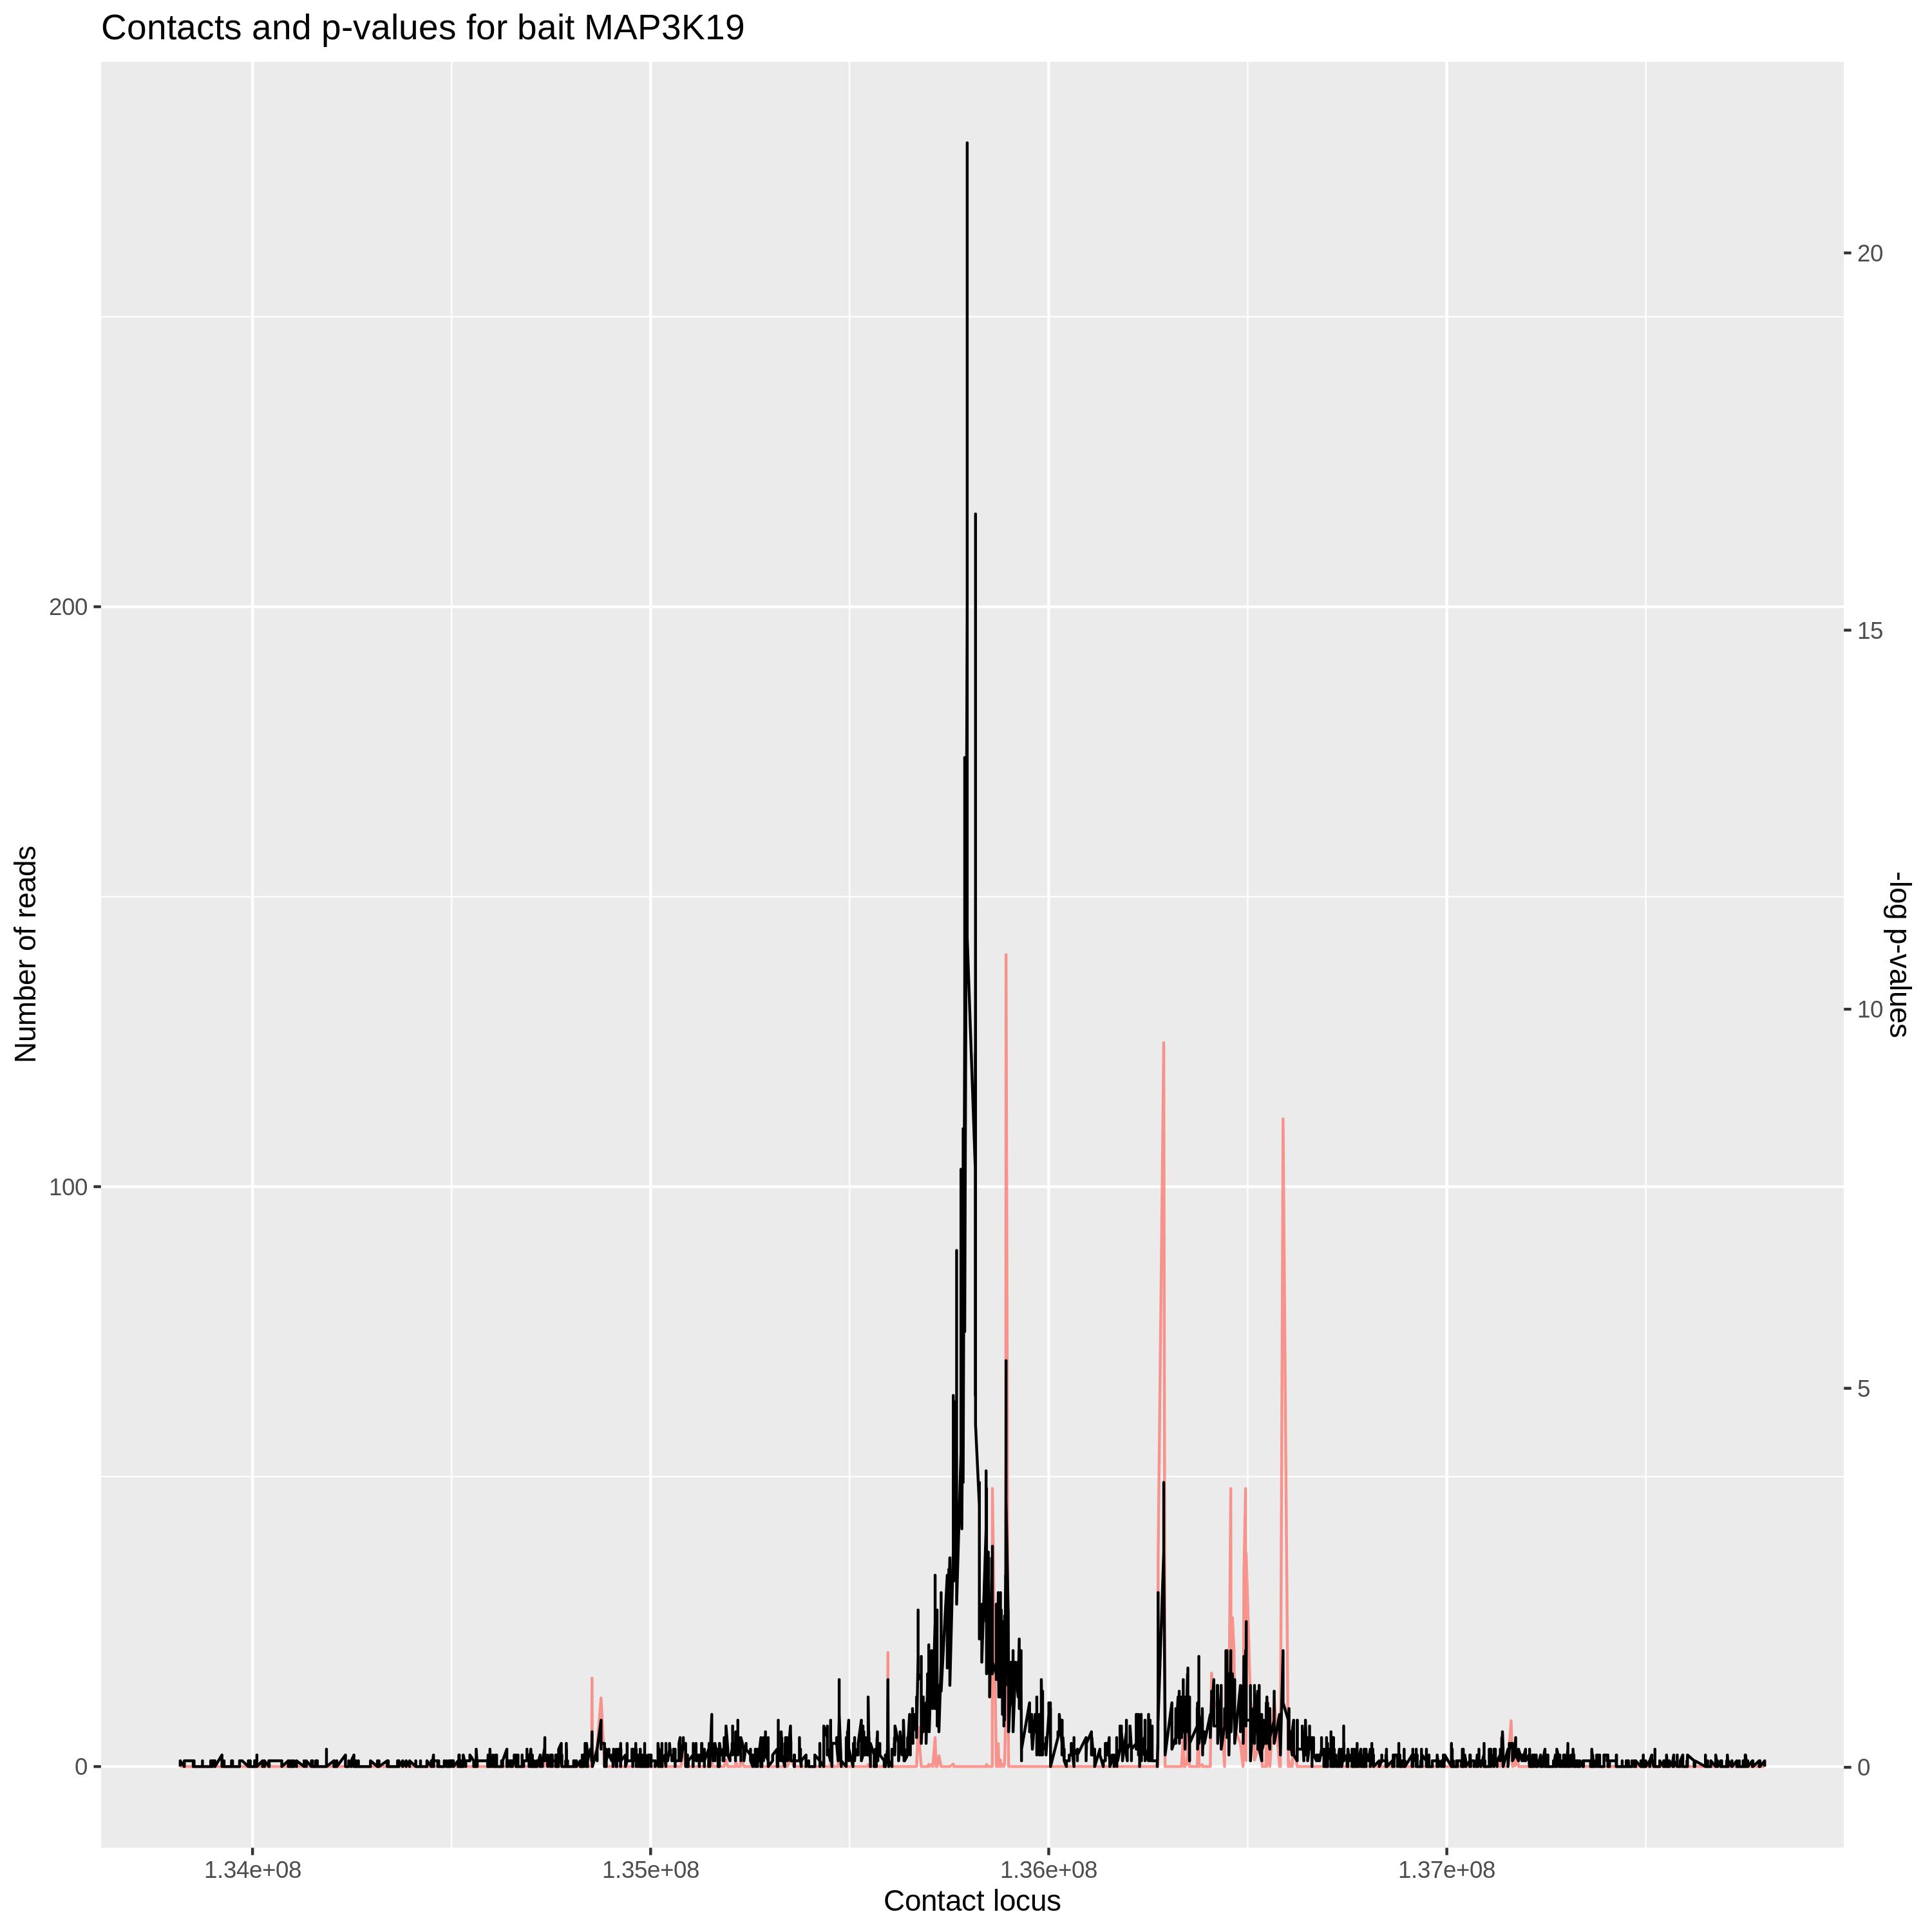 Contacts and p-values for bait MAP3K19
Number of reads
200
100
0
20
15
10
5
0
-log p-values
1.34e+08
1.35e+08
1.36e+08
1.37e+08
Contact locus